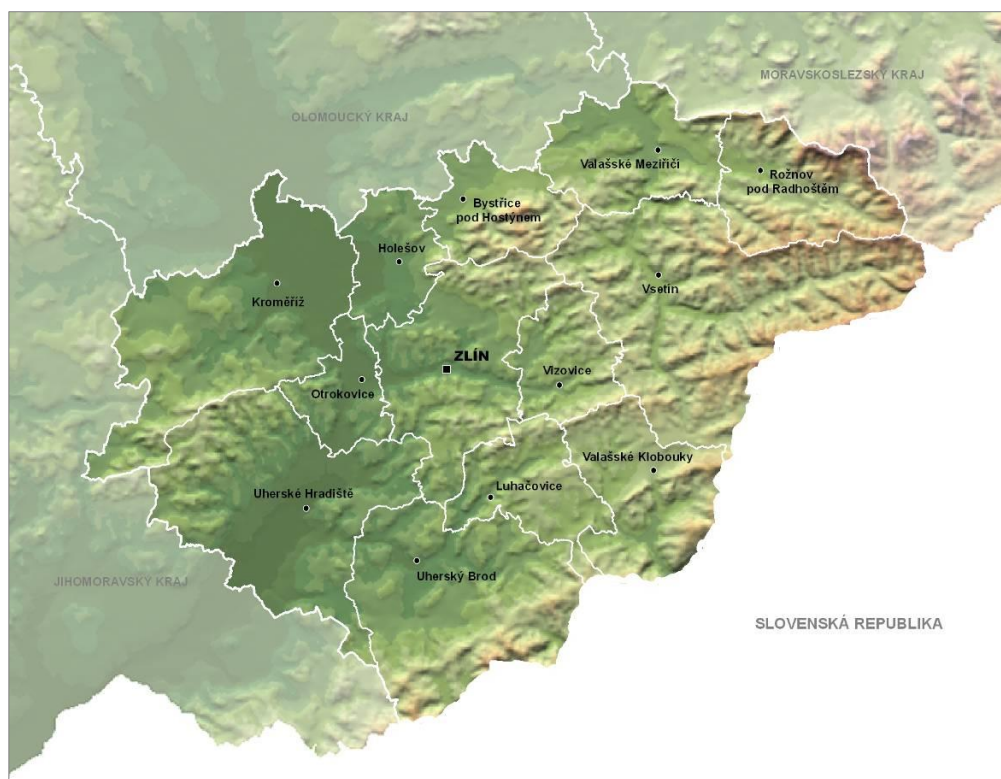 MORAVSKOSLEZSKÝ KRAJ
OLOMOUCKÝ KRAJ
Valašské Meziřiči
Rožnov
pod Radhoštěm
Bystřice
pod Hostýnem
Holešov
Vsetín
Kroměříž
ZLÍN
Vizovice
Otrokovice
Valašské Klobouky
Luhačovice
Uherské Hradiště
Uherský Brod
JIHOMORAVSKÝ KRAJ
SLOVENSKÁ REPUBLIKA